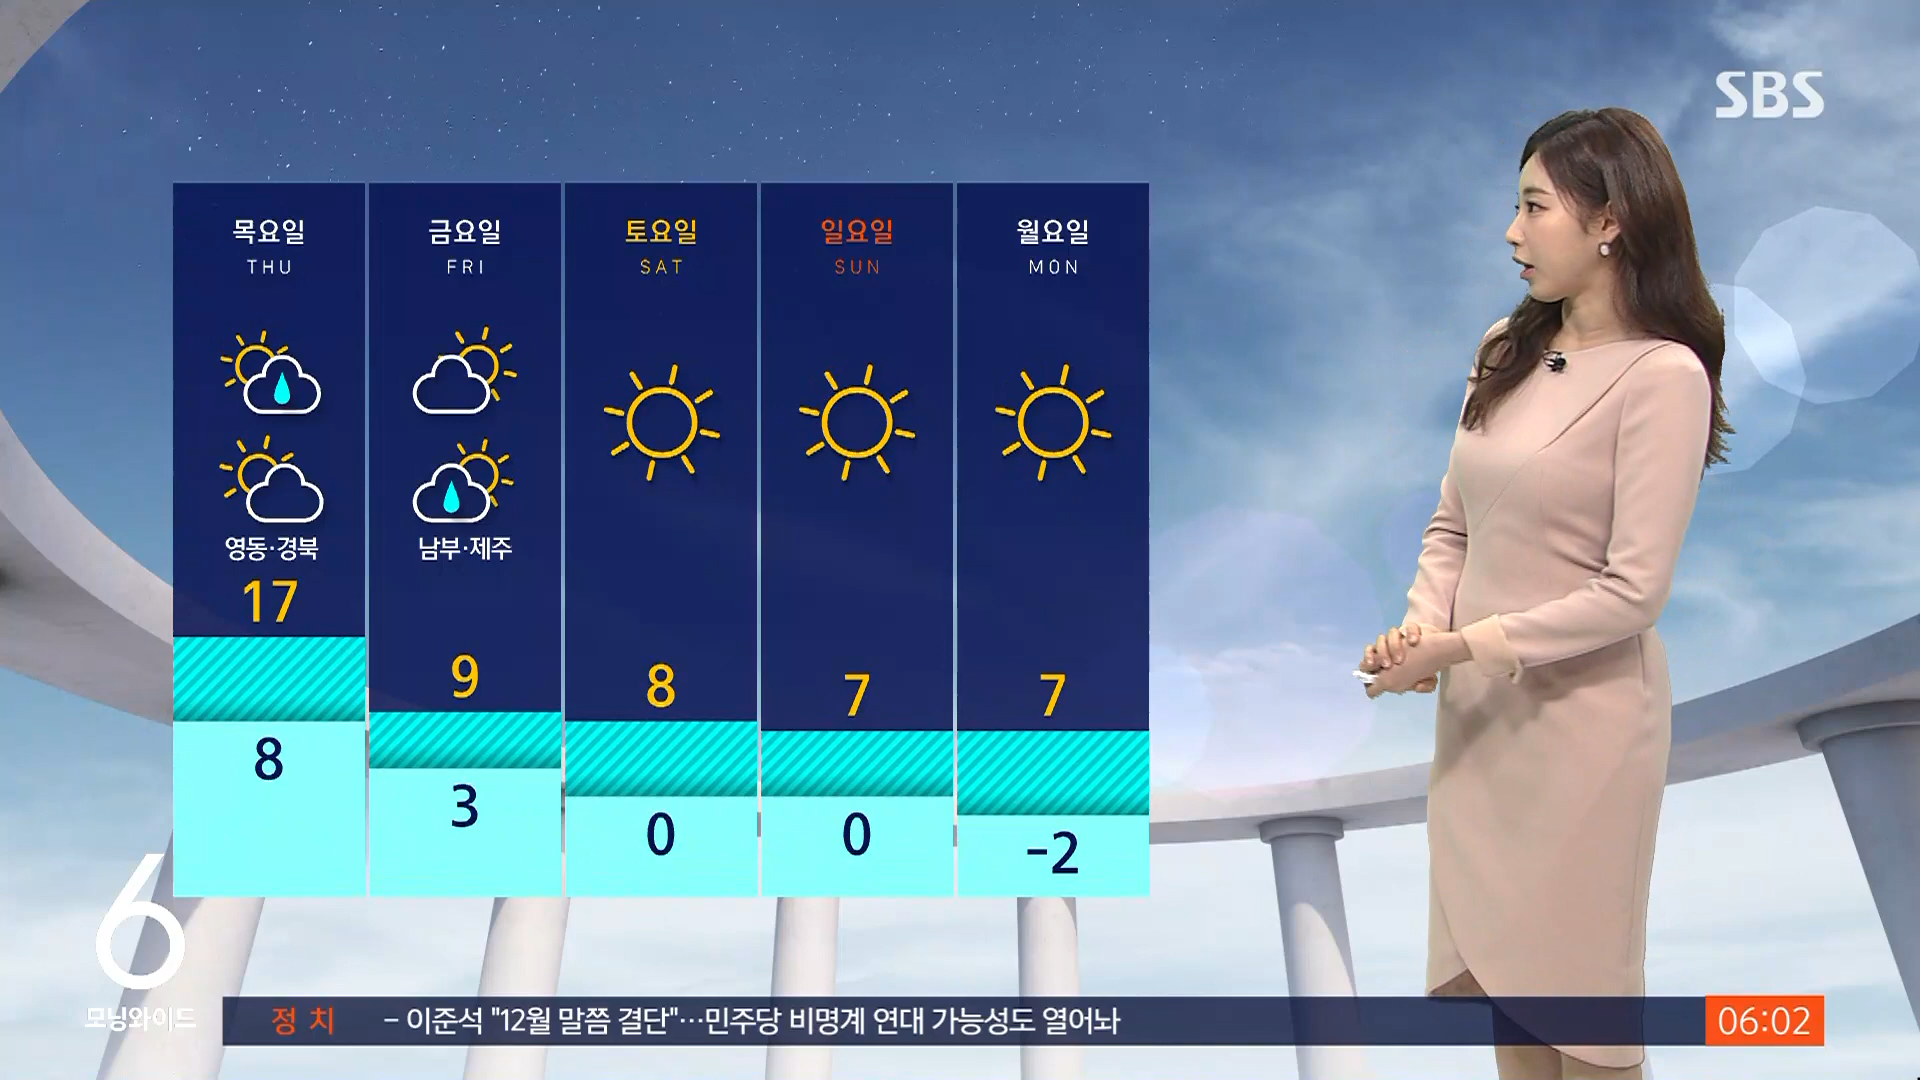 SBS
목요일
THU
영동·경북
17
8
금요일
FRI
남부·제주
9
3
토요일
SAT
8
0
일요일
SUN
7
0
월요일
MON
7
-2
6
모닝와이드
정 치
- 이준석 "12월 말쯤 결단"…민주당 비명계 연대 가능성도 열어놔
06:02